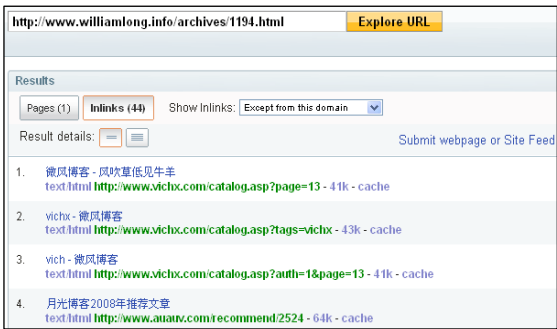 http://www.williamlong.info/archives/1194.html Explore URL
Results
Pages (1) Inlinks (44) Show Inlinks: Except from this domain
Result details:
Submit webpage or Site Feed
1. 微风博客 - 风吹草低见牛羊
text/html http://www.vichx.com/catalog.asp?page=13 - 41k - cache
2. vichx - 微风博客
text/html http://www.vichx.com/catalog.asp?tags=vichx - 43k - cache
3. vich - 微风博客
text/html http://www.vichx.com/catalog.asp?auth=1&page=13 - 41k - cache
4. 月光博客2008年推荐文章
text/html http://www.auauv.com/recommend/2524 - 64k - cache